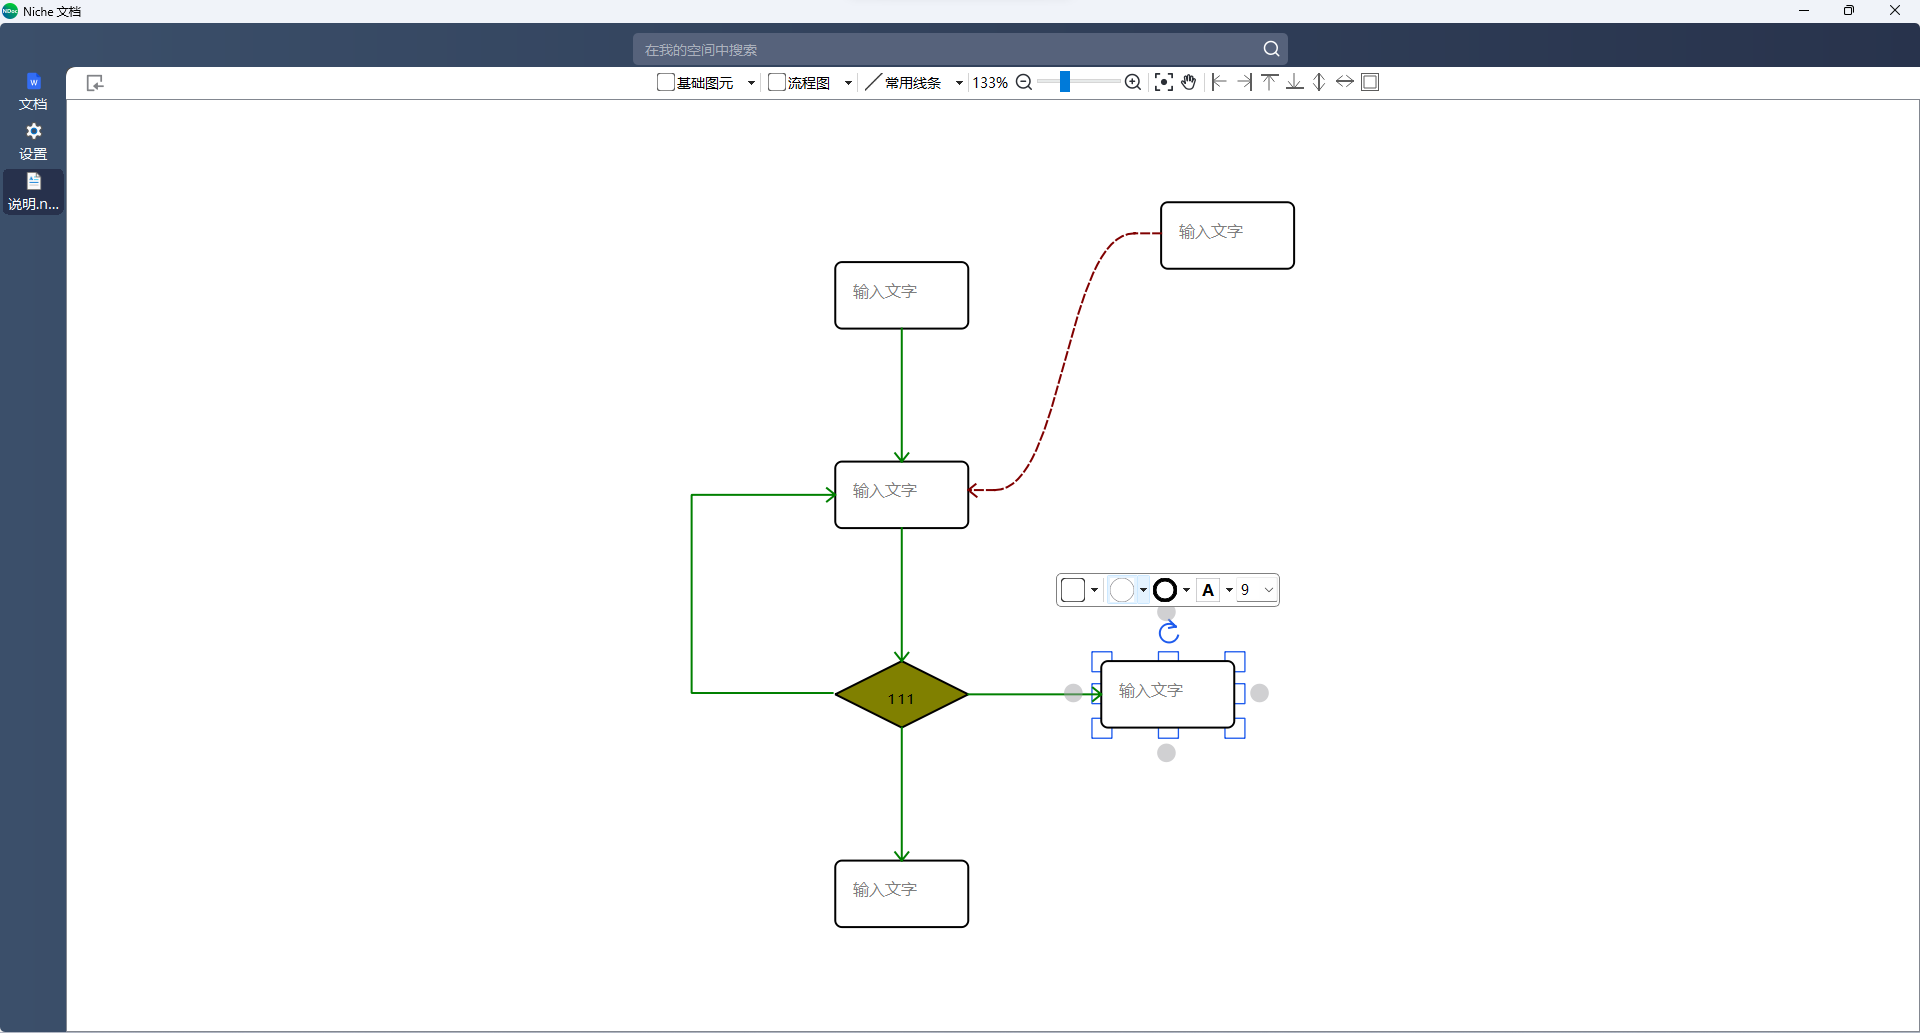 NDoc Niche 文档
在我的空间中搜索
基础图元 流程图 常用线条 133%
W
文档
设置
说明.n...
输入文字
输入文字
输入文字
A 9
输入文字
111
输入文字